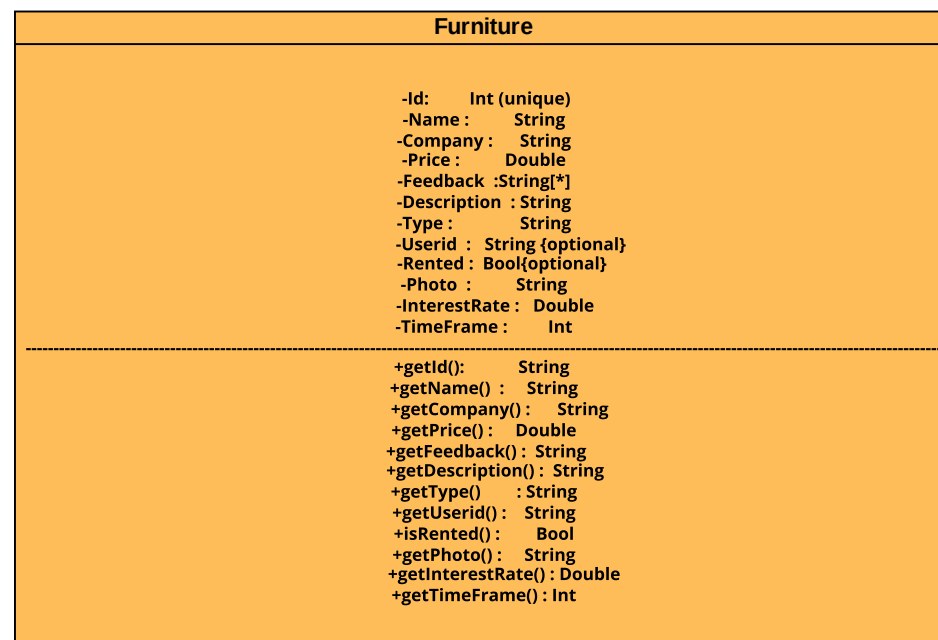 Furniture
-Id: Int (unique)
-Name : String
-Company : String
-Price : Double
-Feedback :String[*]
-Description : String
-Type : String
-Userid : String {optional}
-Rented : Bool{optional}
-Photo : String
-InterestRate : Double
-TimeFrame : Int
+getId(): String
+getName() : String
+getCompany() : String
+getPrice() : Double
+getFeedback() : String
+getDescription() : String
+getType() : String
+getUserid() : String
+isRented() : Bool
+getPhoto() : String
+getInterestRate() : Double
+getTimeFrame() : Int